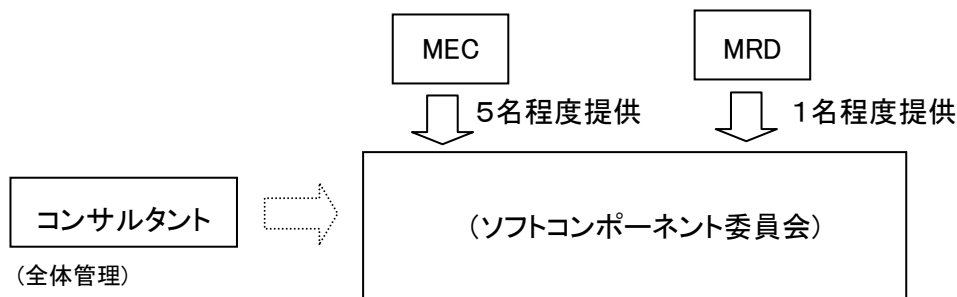 MEC
MRD
5名程度提供
1名程度提供
コンサルタント
(ソフトコンポーネント委員会)
(全体管理)